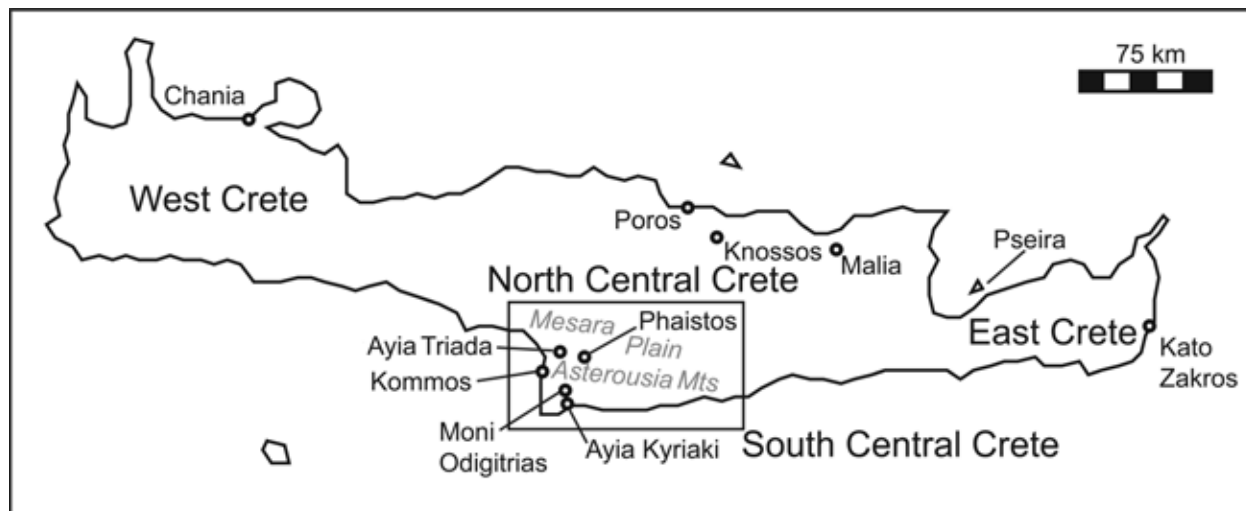 75 km
Chania
West Crete
Poros
Knossos
Malia
Pseira
North Central Crete
Mesara
Phaistos
Plain
East Crete
Ayia Triada
Kommos
Asterousia Mts
Kato
Zakros
Moni
Odigitrias
Ayia Kyriaki
South Central Crete